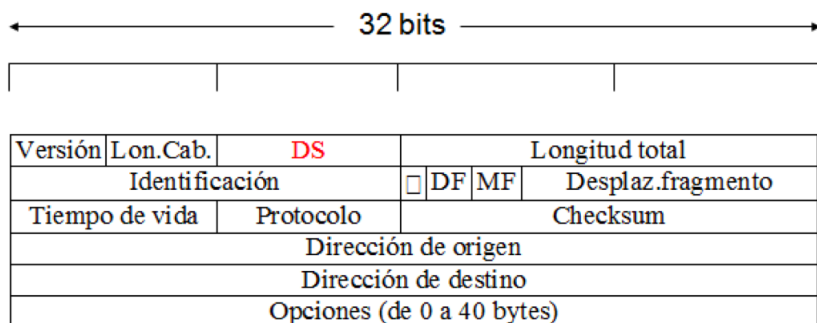 32 bits
Versión Lon.Cab. DS Longitud total
Identificación DF MF Desplaz.fragmento
Tiempo de vida Protocolo Checksum
Dirección de origen
Dirección de destino
Opciones (de 0 a 40 bytes)